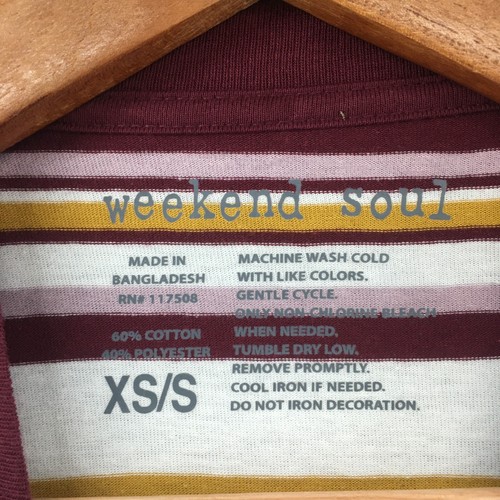 weekend soul
MADE IN
BANGLADESH
RN# 117508
60% COTTON
40% POLYESTER
XS/S
MACHINE WASH COLD
WITH LIKE COLORS.
GENTLE CYCLE.
ONLY NON-CHLORINE BLEACH
WHEN NEEDED.
TUMBLE DRY LOW.
REMOVE PROMPTLY.
COOL IRON IF NEEDED.
DO NOT IRON DECORATION.